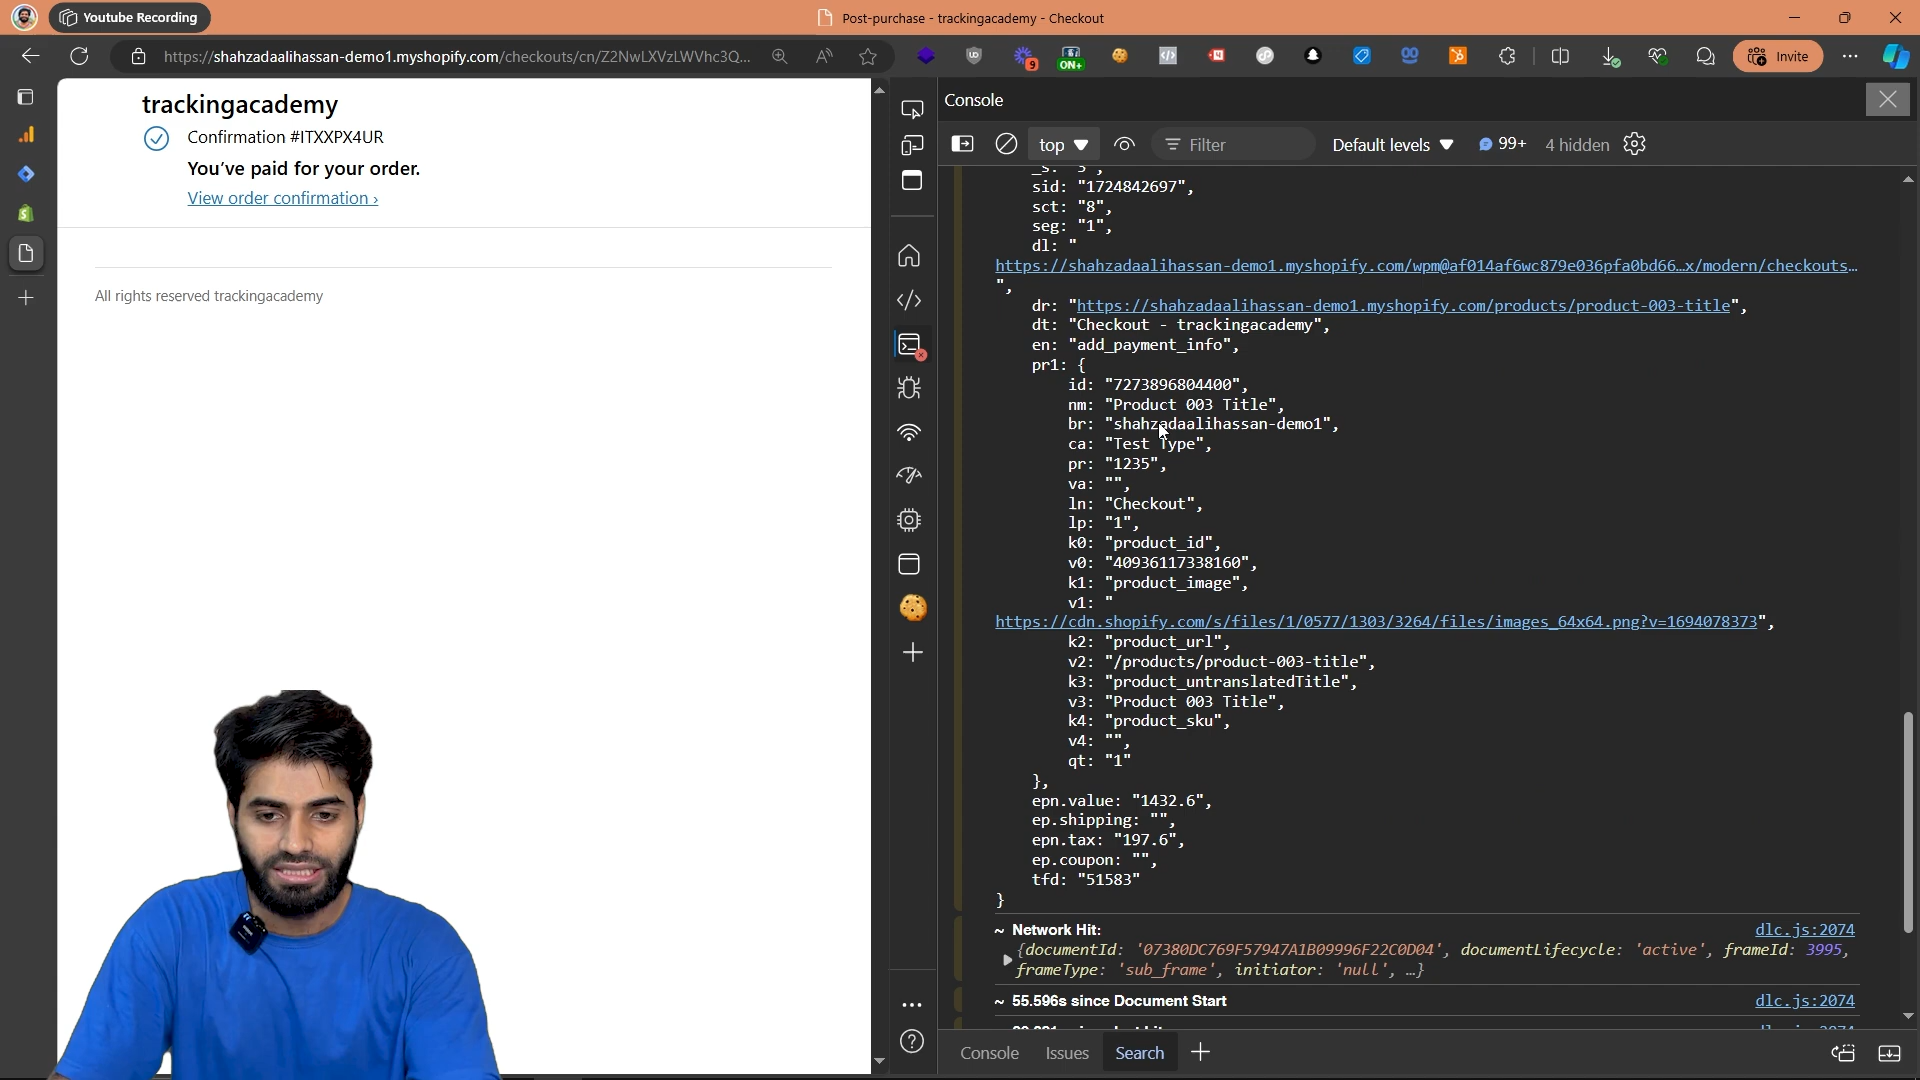 Youtube Recording
Post-purchase - trackingacademy - Checkout
https://shahzadaalihassan-demo1.myshopify.com/checkouts/cn/Z2NwLXVzLWVhc3Q...
9
ON+
Invite
trackingacademy
Confirmation #ITXXPX4UR
You've paid for your order.
View order confirmation ›
All rights reserved trackingacademy
Console
top
Filter
Default levels
99+
4 hidden
_s: "3",
sid: "1724842697",
sct: "8",
seg: "1",
dl: "
https://shahzadaalihassan-demo1.myshopify.com/wpm@af014af6wc879e036pfa0bd66…x/modern/checkouts…
",
dr: "https://shahzadaalihassan-demo1.myshopify.com/products/product-003-title",
dt: "Checkout - trackingacademy",
en: "add_payment_info",
pr1: {
id: "7273896804400",
nm: "Product 003 Title",
br: "shahzadaalihassan-demo1",
ca: "Test Type",
pr: "1235",
va: "",
ln: "Checkout",
lp: "1",
k0: "product_id",
v0: "40936117338160",
k1: "product_image",
v1: "
https://cdn.shopify.com/s/files/1/0577/1303/3264/files/images_64x64.png?v=1694078373",
k2: "product_url",
v2: "/products/product-003-title",
k3: "product_untranslatedTitle",
v3: "Product 003 Title",
k4: "product_sku",
v4: "",
qt: "1"
},
epn.value: "1432.6",
ep.shipping: "",
epn.tax: "197.6",
ep.coupon: "",
tfd: "51583"
}
~ Network Hit: dlc.js:2074
{documentId: '07380DC769F57947A1B09996F22C0D04', documentLifecycle: 'active', frameId: 3995,
frameType: 'sub_frame', initiator: 'null', …}
~ 55.596s since Document Start dlc.js:2074
Console
Issues
Search